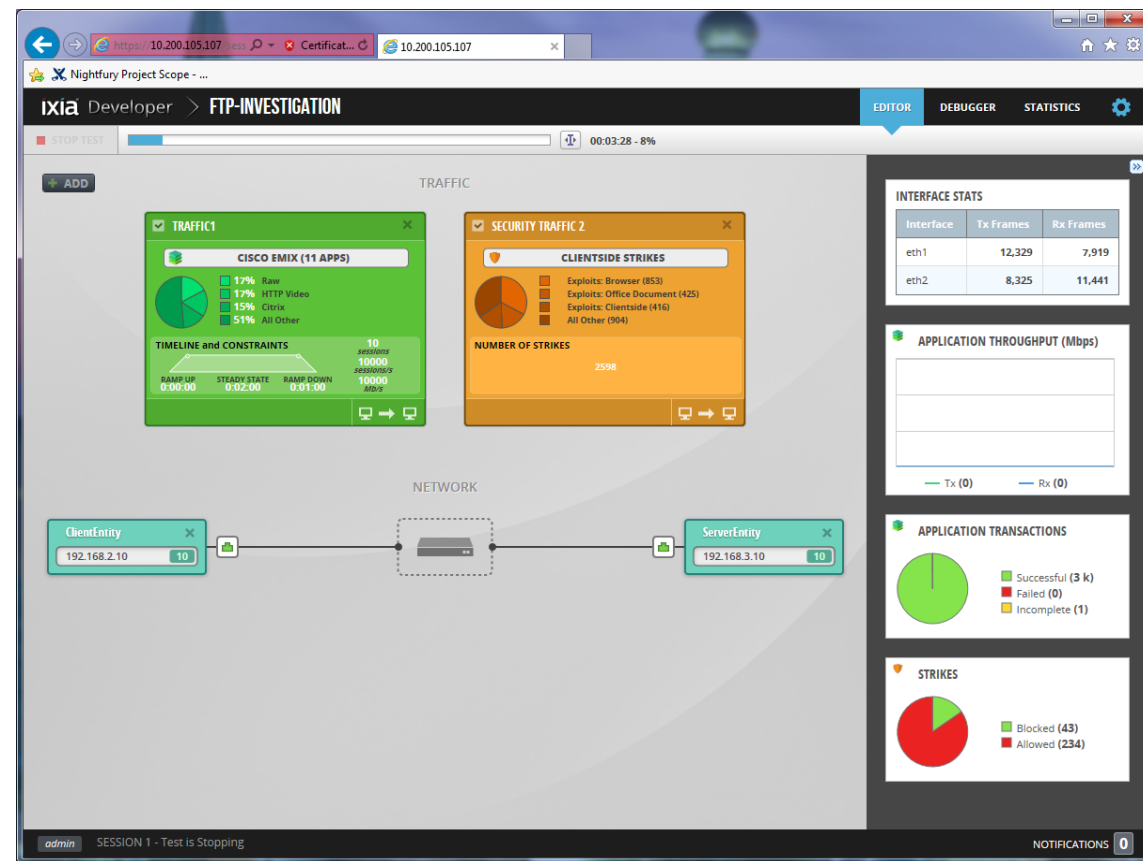 https://10.200.105.107/sess
Certificat...
10.200.105.107
Nightfury Project Scope - ...
ixia Developer > FTP-INVESTIGATION
EDITOR
DEBUGGER
STATISTICS
STOP TEST
00:03:28 - 8%
ADD
TRAFFIC
TRAFFIC1
CISCO EMIX (11 APPS)
17% Raw
17% HTTP Video
15% Citrix
51% All Other
TIMELINE and CONSTRAINTS
10
sessions
10000
sessions/s
10000
Mb/s
RAMP UP
0:00:00
STEADY STATE
0:02:00
RAMP DOWN
0:01:00
SECURITY TRAFFIC 2
CLIENTSIDE STRIKES
Exploits: Browser (853)
Exploits: Office Document (425)
Exploits: Clientside (416)
All Other (904)
NUMBER OF STRIKES
2598
NETWORK
ClientEntity
192.168.2.10 10
ServerEntity
192.168.3.10 10
INTERFACE STATS
Interface Tx Frames Rx Frames
eth1 12,329 7,919
eth2 8,325 11,441
APPLICATION THROUGHPUT (Mbps)
Tx (0) Rx (0)
APPLICATION TRANSACTIONS
Successful (3 k)
Failed (0)
Incomplete (1)
STRIKES
Blocked (43)
Allowed (234)
admin SESSION 1 - Test is Stopping
NOTIFICATIONS 0